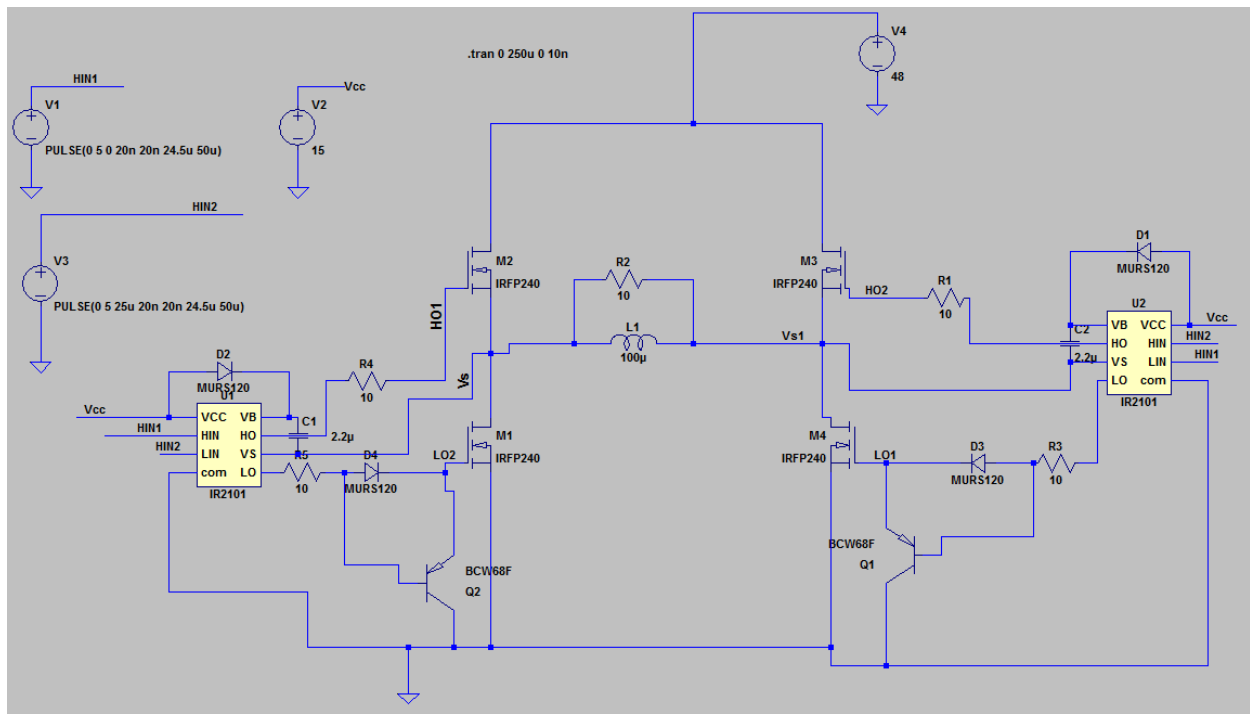 .tran 0 250u 0 10n
V4
48
HIN1
V1
PULSE(0 5 0 20n 20n 24.5u 50u)
Vcc
V2
15
HIN2
V3
PULSE(0 5 25u 20n 20n 24.5u 50u)
M2
IRFP240
HO1
R2
10
L1
100µ
Vs
Vs1
M3
IRFP240
HO2
R1
10
D1
MURS120
U2
Vcc
VB
VCC
HO
HIN
HIN2
VS
LIN
HIN1
LO
com
IR2101
C2
2.2µ
D2
MURS120
U1
Vcc
VCC
VB
HIN1
HIN
HO
HIN2
LIN
VS
com
LO
IR2101
C1
2.2µ
R4
10
R5
10
D4
MURS120
LO2
M1
IRFP240
BCW68F
Q2
M4
IRFP240
LO1
D3
MURS120
R3
10
BCW68F
Q1